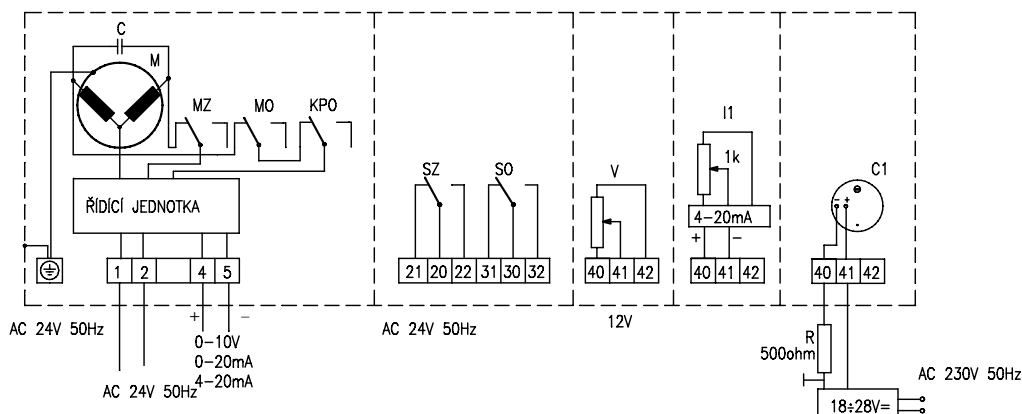 C
M
MZ MO KPO
ŘÍDÍCÍ JEDNOTKA
1 2 4 5
+ −
AC 24V 50Hz
0−10V
0−20mA
4−20mA
AC 24V 50Hz
SZ SO
21 20 22 31 30 32
AC 24V 50Hz
V
40 41 42
12V
I1
1k
4−20mA
+ −
40 41 42
C1
− +
40 41 42
R
500ohm
AC 230V 50Hz
18÷28V=